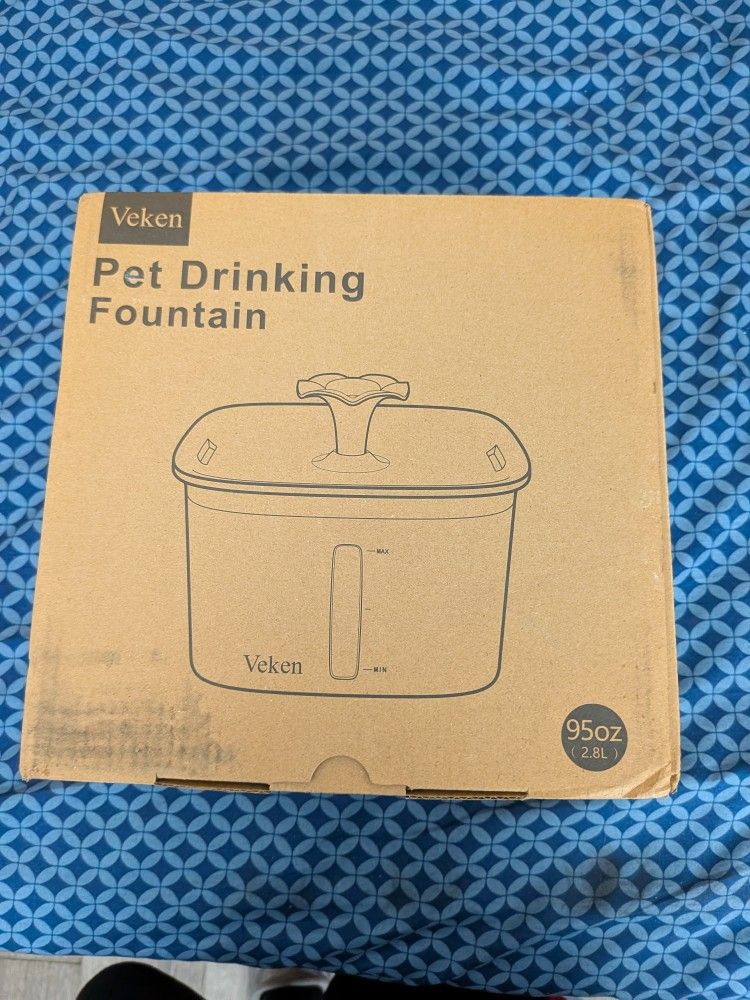 Veken
Pet Drinking
Fountain
MAX
MIN
Veken
95oz
( 2.8L )